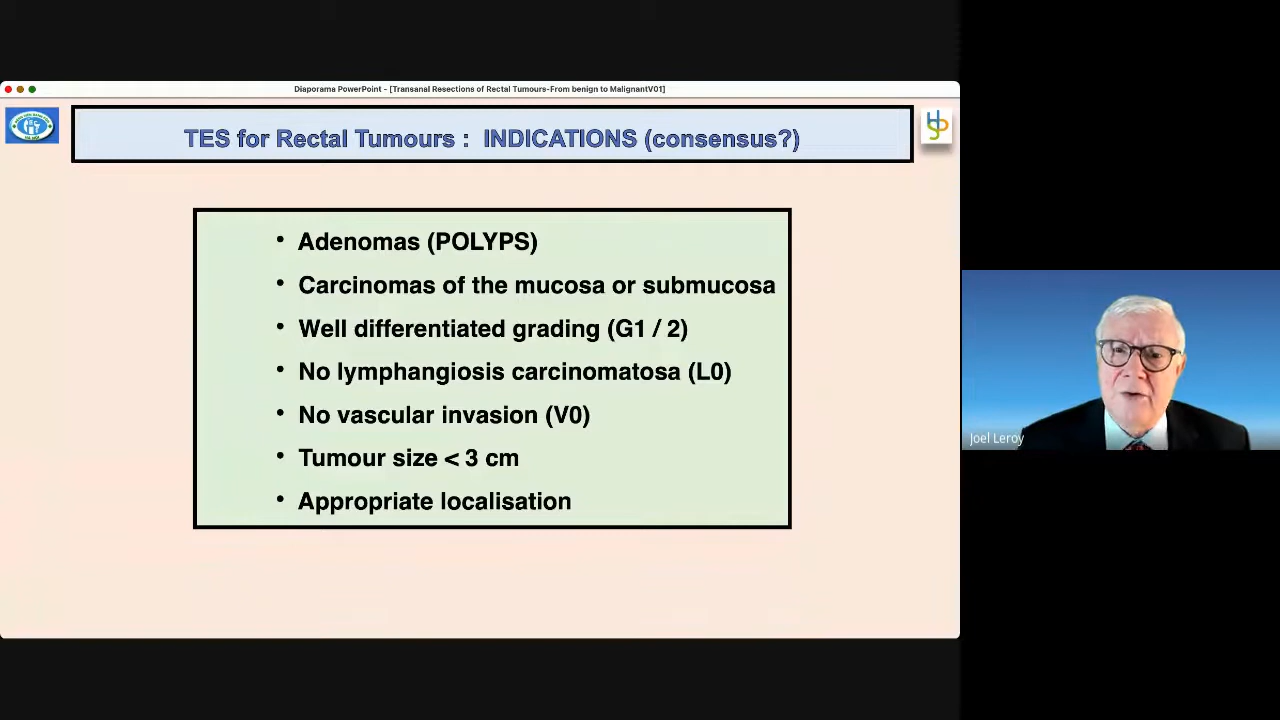 Diaporama PowerPoint - [Transanal Resections of Rectal Tumours-From benign to MalignantV01]
TES for Rectal Tumours : INDICATIONS (consensus?)
• Adenomas (POLYPS)
• Carcinomas of the mucosa or submucosa
• Well differentiated grading (G1 / 2)
• No lymphangiosis carcinomatosa (L0)
• No vascular invasion (V0)
• Tumour size < 3 cm
• Appropriate localisation
Joel Leroy